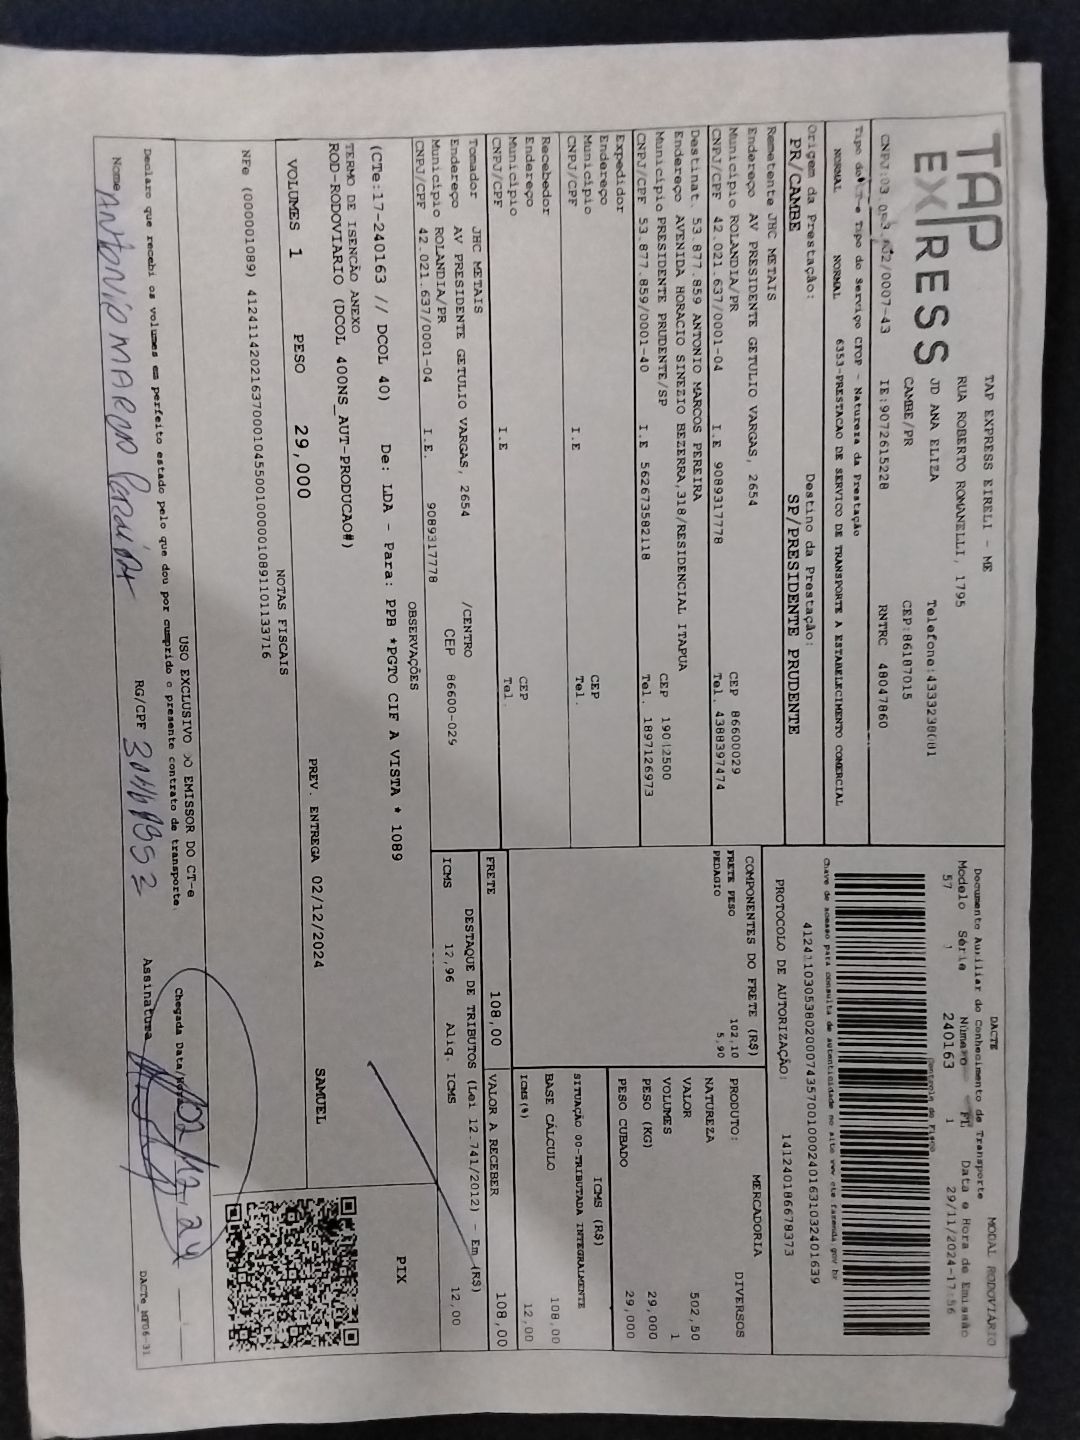 TAP
EXPRESS
TAP EXPRESS EIRELI - ME
RUA ROBERTO ROMANELLI, 1795
JD ANA ELIZA Telefone:4333238081
CAMBE/PR CEP:86187015
IE:9072615228 RNTRC 48047860
Tipo do Serviço CFOP - Natureza da Prestação
NORMAL NORMAL 6353-PRESTACAO DE SERVICO DE TRANSPORTE A ESTABELECIMENTO COMERCIAL
Origem da Prestação: Destino da Prestação:
PR/CAMBE SP/PRESIDENTE PRUDENTE
Remetente JHC METAIS
Endereço AV PRESIDENTE GETULIO VARGAS, 2654
Município ROLANDIA/PR CEP 86600029
CNPJ/CPF 42.021.637/0001-04 I.E 9089317778 Tel. 4388397474
Destinat. 53.877.859 ANTONIO MARCOS PEREIRA
Endereço AVENIDA HORACIO SINEZIO BEZERRA,318/RESIDENCIAL ITAPUA
Município PRESIDENTE PRUDENTE/SP CEP 19042500
CNPJ/CPF 53.877.859/0001-40 I.E 562673582118 Tel. 1897126973
Expedidor
Endereço
Município CEP
CNPJ/CPF I.E Tel.
Recebedor
Endereço
Município CEP
CNPJ/CPF I.E Tel.
Tomador JHC METAIS
Endereço AV PRESIDENTE GETULIO VARGAS, 2654 /CENTRO
Município ROLANDIA/PR CEP 86600-029
CNPJ/CPF 42.021.637/0001-04 I.E. 9089317778
DACTE MODAL RODOVIÁRIO
Documento Auxiliar do Conhecimento de Transporte
Modelo Série Número FL Data e Hora de Emissão
57 1 240163 1 29/11/2024-17:56
Controle do Fisco
Chave de acesso para consulta de autenticidade no site www cte fazenda gov br
41241103053802000743570010002401631032401639
PROTOCOLO DE AUTORIZAÇÃO: 141240186678373
COMPONENTES DO FRETE (R$)
FRETE PESO 102,10
PEDAGIO 5,90
MERCADORIA
PRODUTO: DIVERSOS
NATUREZA
VALOR 502,50
VOLUMES 1
PESO (KG) 29,000
PESO CUBADO 29,000
ICMS (R$)
SITUAÇÃO 00-TRIBUTADA INTEGRALMENTE
BASE CÁLCULO 108,00
ICMS(%) 12,00
FRETE 108,00 VALOR A RECEBER 108,00
DESTAQUE DE TRIBUTOS (Lei 12.741/2012) - Em (R$)
ICMS 12,96 Aliq. ICMS 12,00
OBSERVAÇÕES
(CTe:17-240163 // DCOL 40) De: LDA - Para: PPB *PGTO CIF A VISTA * 1089
TERMO DE ISENCÃO ANEXO
ROD-RODOVIARIO (DCOL 400NS_AUT-PRODUCAO#)
PIX
VOLUMES 1 PESO 29,000 PREV. ENTREGA 02/12/2024 SAMUEL
NOTAS FISCAIS
NFe (000001089) 41241142021637000104550010000010891101133716
USO EXCLUSIVO DO EMISSOR DO CT-e
Declaro que recebi os volumes em perfeito estado pelo que dou por cumprido o presente contrato de transporte
Chegada Data/
Nome ANTONIO MARCOS RG/CPF Assinatura
DACTe_MP06-31